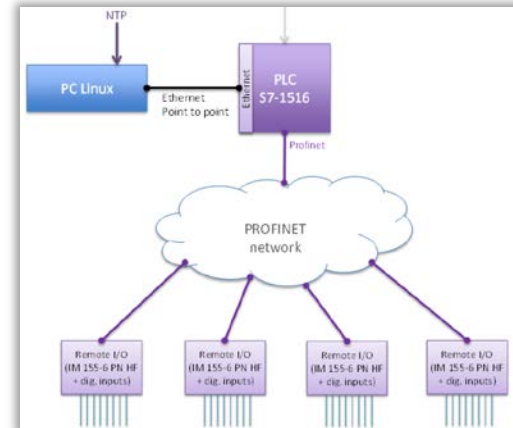 NTP
PC Linux
Ethernet
Point to point
Ethernet
PLC
S7-1516
Profinet
PROFINET
network
Remote I/O
(IM 155-6 PN HF
+ dig. inputs)
Remote I/O
(IM 155-6 PN HF
+ dig. inputs)
Remote I/O
(IM 155-6 PN HF
+ dig. inputs)
Remote I/O
(IM 155-6 PN HF
+ dig. inputs)